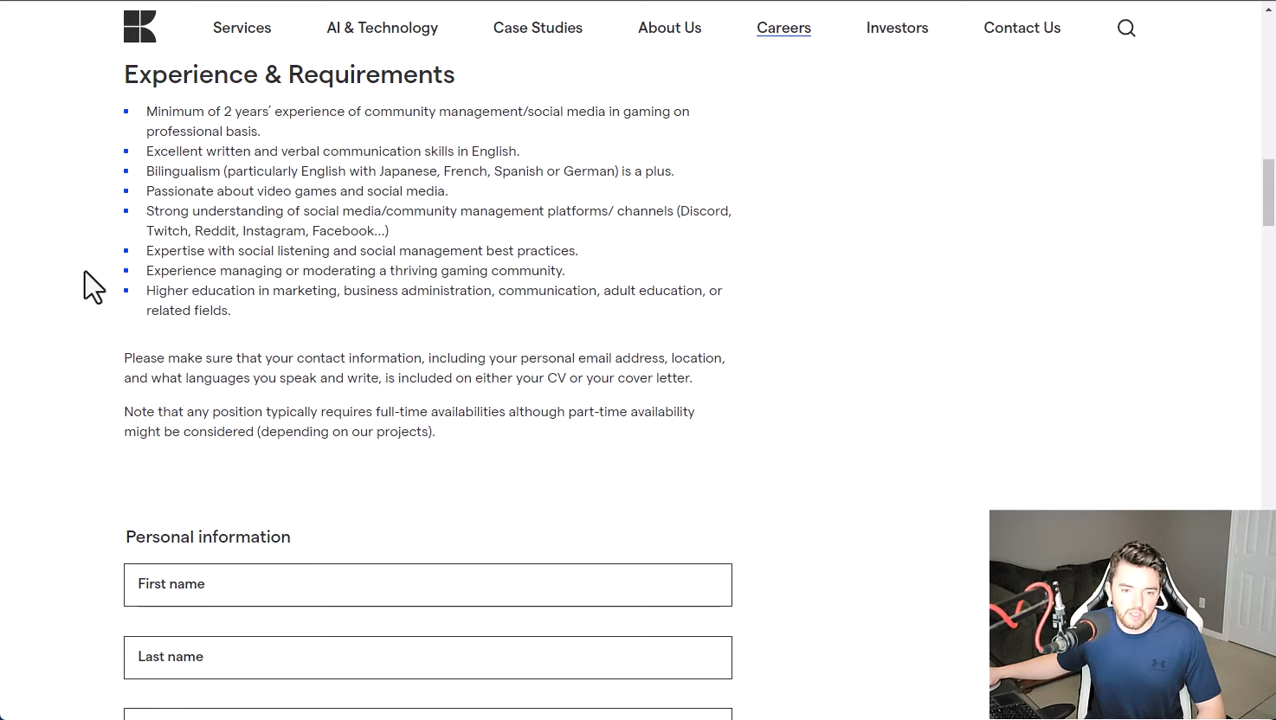 Services AI & Technology Case Studies About Us Careers Investors Contact Us
Experience & Requirements
Minimum of 2 years´ experience of community management/social media in gaming on
professional basis.
Excellent written and verbal communication skills in English.
Bilingualism (particularly English with Japanese, French, Spanish or German) is a plus.
Passionate about video games and social media.
Strong understanding of social media/community management platforms/ channels (Discord,
Twitch, Reddit, Instagram, Facebook...)
Expertise with social listening and social management best practices.
Experience managing or moderating a thriving gaming community.
Higher education in marketing, business administration, communication, adult education, or
related fields.
Please make sure that your contact information, including your personal email address, location,
and what languages you speak and write, is included on either your CV or your cover letter.
Note that any position typically requires full-time availabilities although part-time availability
might be considered (depending on our projects).
Personal information
First name
Last name